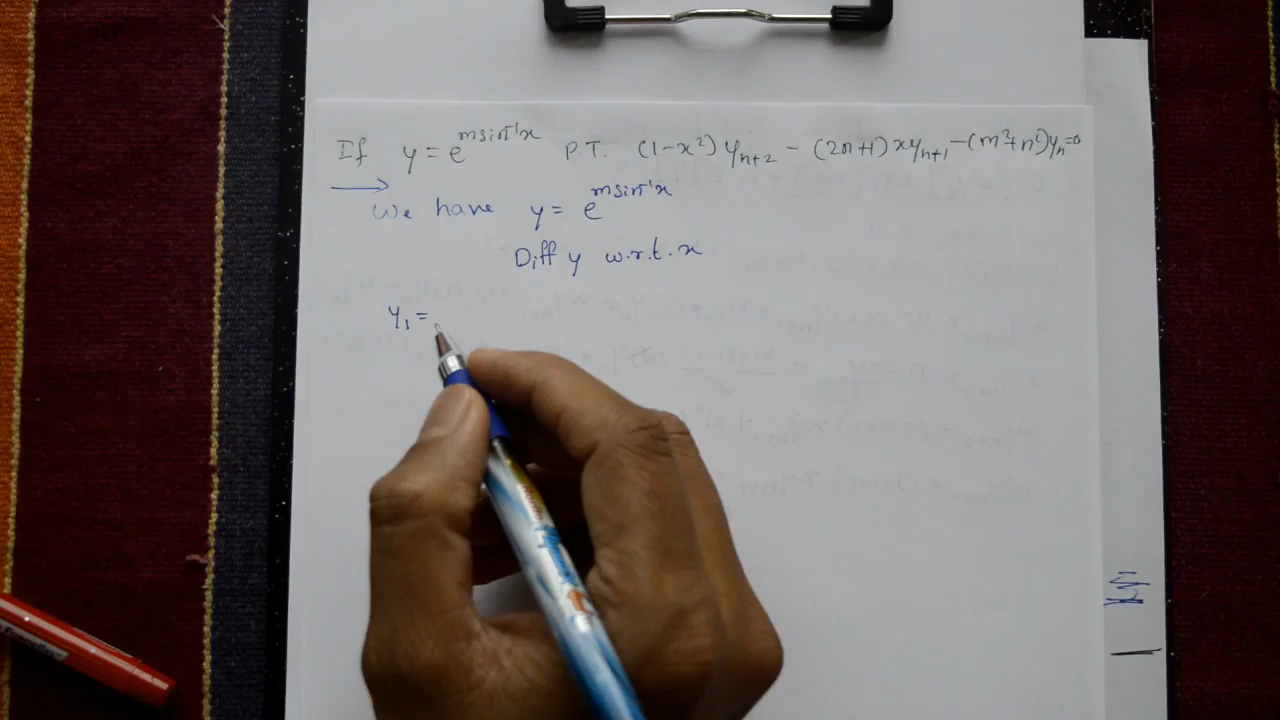 If y = e^{m sin⁻¹x} P.T. (1-x²) y_{n+2} - (2n+1) x y_{n+1} - (m²+n²) y_n = 0
We have y = e^{m sin⁻¹x}
Diff y w.r.t. x
y₁ =